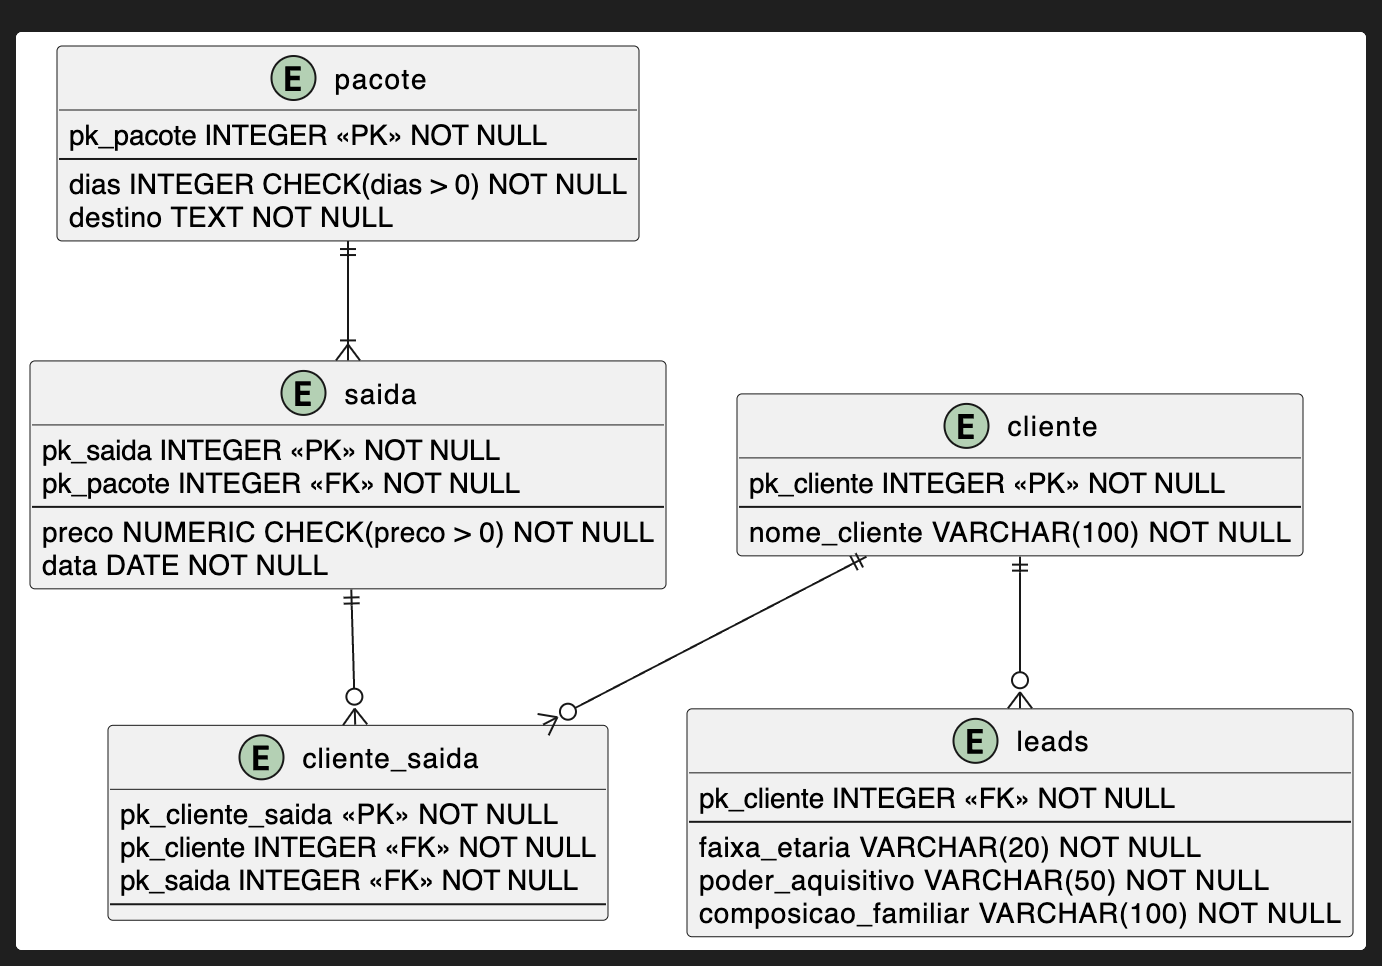 E pacote
pk_pacote INTEGER «PK» NOT NULL
dias INTEGER CHECK(dias > 0) NOT NULL
destino TEXT NOT NULL
E saida
pk_saida INTEGER «PK» NOT NULL
pk_pacote INTEGER «FK» NOT NULL
preco NUMERIC CHECK(preco > 0) NOT NULL
data DATE NOT NULL
E cliente
pk_cliente INTEGER «PK» NOT NULL
nome_cliente VARCHAR(100) NOT NULL
E cliente_saida
pk_cliente_saida «PK» NOT NULL
pk_cliente INTEGER «FK» NOT NULL
pk_saida INTEGER «FK» NOT NULL
E leads
pk_cliente INTEGER «FK» NOT NULL
faixa_etaria VARCHAR(20) NOT NULL
poder_aquisitivo VARCHAR(50) NOT NULL
composicao_familiar VARCHAR(100) NOT NULL